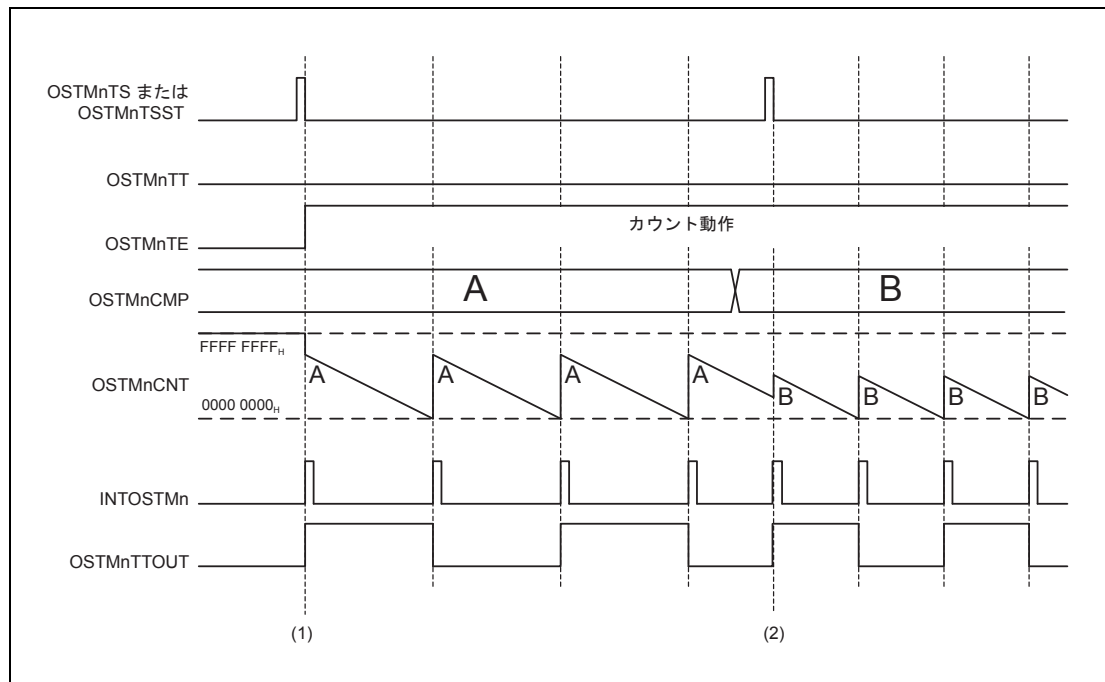 OSTMnTS または
OSTMnTSST
OSTMnTT
カウント動作
OSTMnTE
A
B
OSTMnCMP
FFFF FFFFH
OSTMnCNT
A
A
A
A
B
B
B
B
0000 0000H
INTOSTMn
OSTMnTTOUT
(1)
(2)